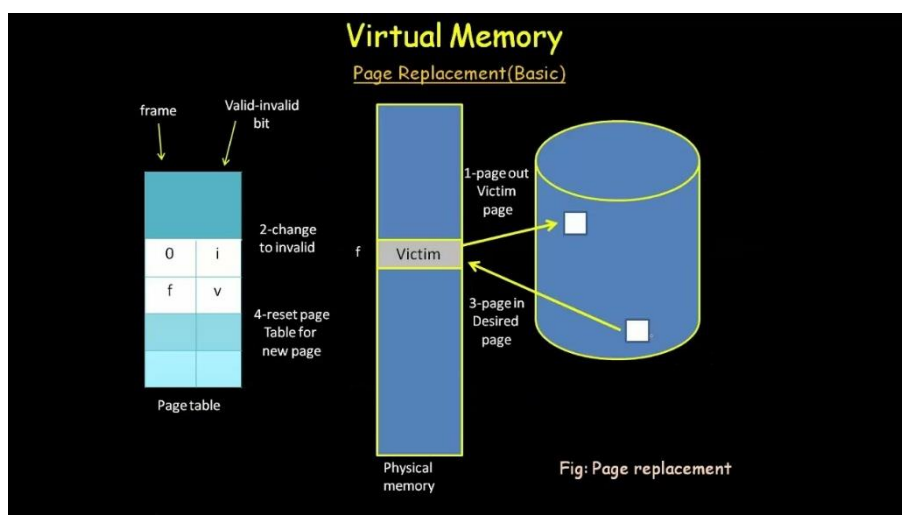 Virtual Memory
Page Replacement(Basic)
frame
Valid-invalid
bit
0 i
f v
Page table
2-change
to invalid
4-reset page
Table for
new page
f
Victim
Physical
memory
1-page out
Victim
page
3-page in
Desired
page
Fig: Page replacement